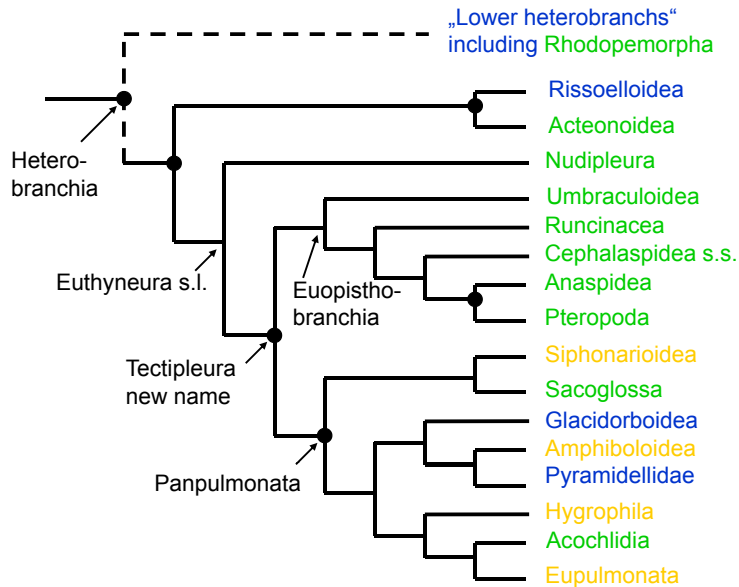 „Lower heterobranchs“
including Rhodopemorpha
Rissoelloidea
Acteonoidea
Hetero-
branchia
Nudipleura
Umbraculoidea
Runcinacea
Cephalaspidea s.s.
Euthyneura s.l.
Anaspidea
Euopistho-
branchia
Pteropoda
Siphonarioidea
Tectipleura
new name
Sacoglossa
Glacidorboidea
Amphiboloidea
Panpulmonata
Pyramidellidae
Hygrophila
Acochlidia
Eupulmonata